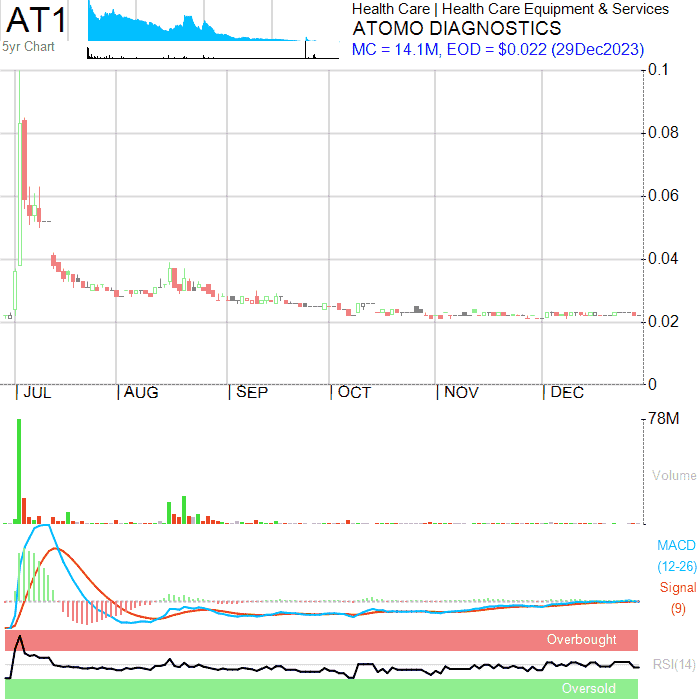 AT1
5yr Chart
Health Care | Health Care Equipment & Services
ATOMO DIAGNOSTICS
MC = 14.1M, EOD = $0.022 (29Dec2023)
0.1
0.08
0.06
0.04
0.02
0
JUL AUG SEP OCT NOV DEC
78M
Volume
MACD
(12-26)
Signal
(9)
Overbought
RSI(14)
Oversold